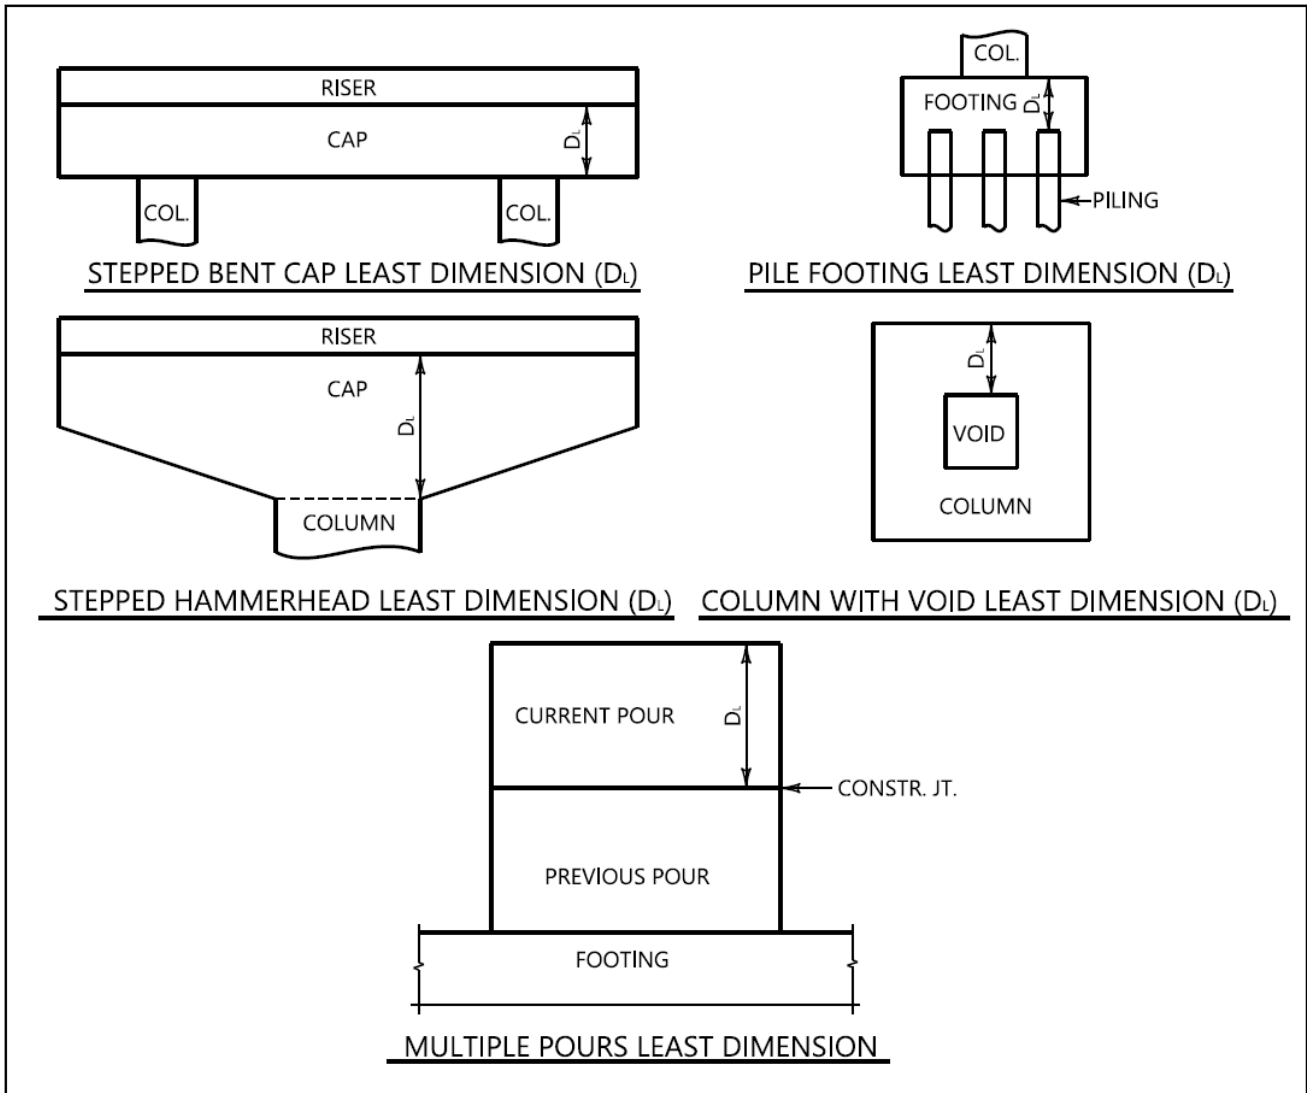 RISER
CAP
DL
COL.
COL.
STEPPED BENT CAP LEAST DIMENSION (DL)
COL.
FOOTING
DL
PILING
PILE FOOTING LEAST DIMENSION (DL)
RISER
CAP
DL
COLUMN
STEPPED HAMMERHEAD LEAST DIMENSION (DL)
DL
VOID
COLUMN
COLUMN WITH VOID LEAST DIMENSION (DL)
CURRENT POUR
DL
CONSTR. JT.
PREVIOUS POUR
FOOTING
MULTIPLE POURS LEAST DIMENSION